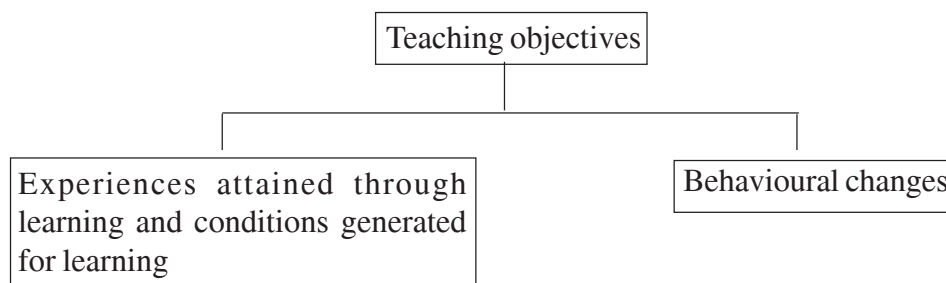 Teaching objectives
Experiences attained through
learning and conditions generated
for learning
Behavioural changes